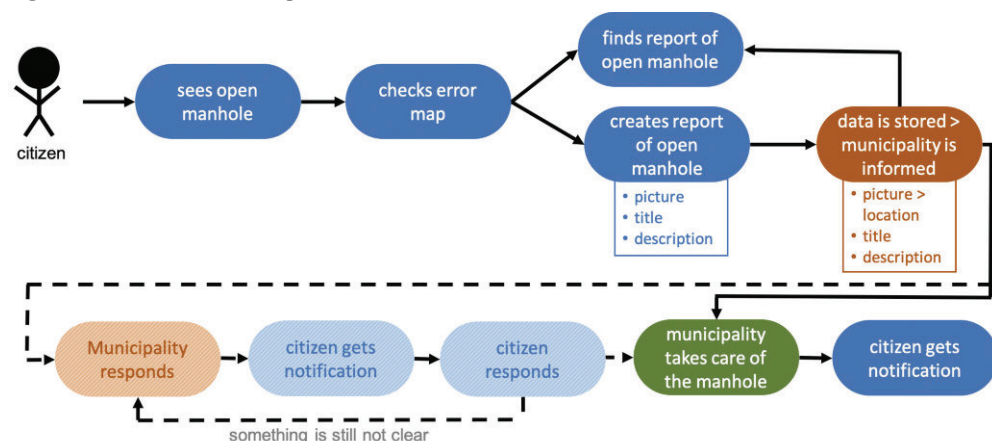 finds report of
open manhole
sees open
manhole
checks error
map
citizen
creates report
of open
manhole
• picture
• title
• description
data is stored >
municipality is
informed
• picture >
location
• title
• description
Municipality
responds
citizen gets
notification
citizen
responds
municipality
takes care of
the manhole
citizen gets
notification
something is still not clear